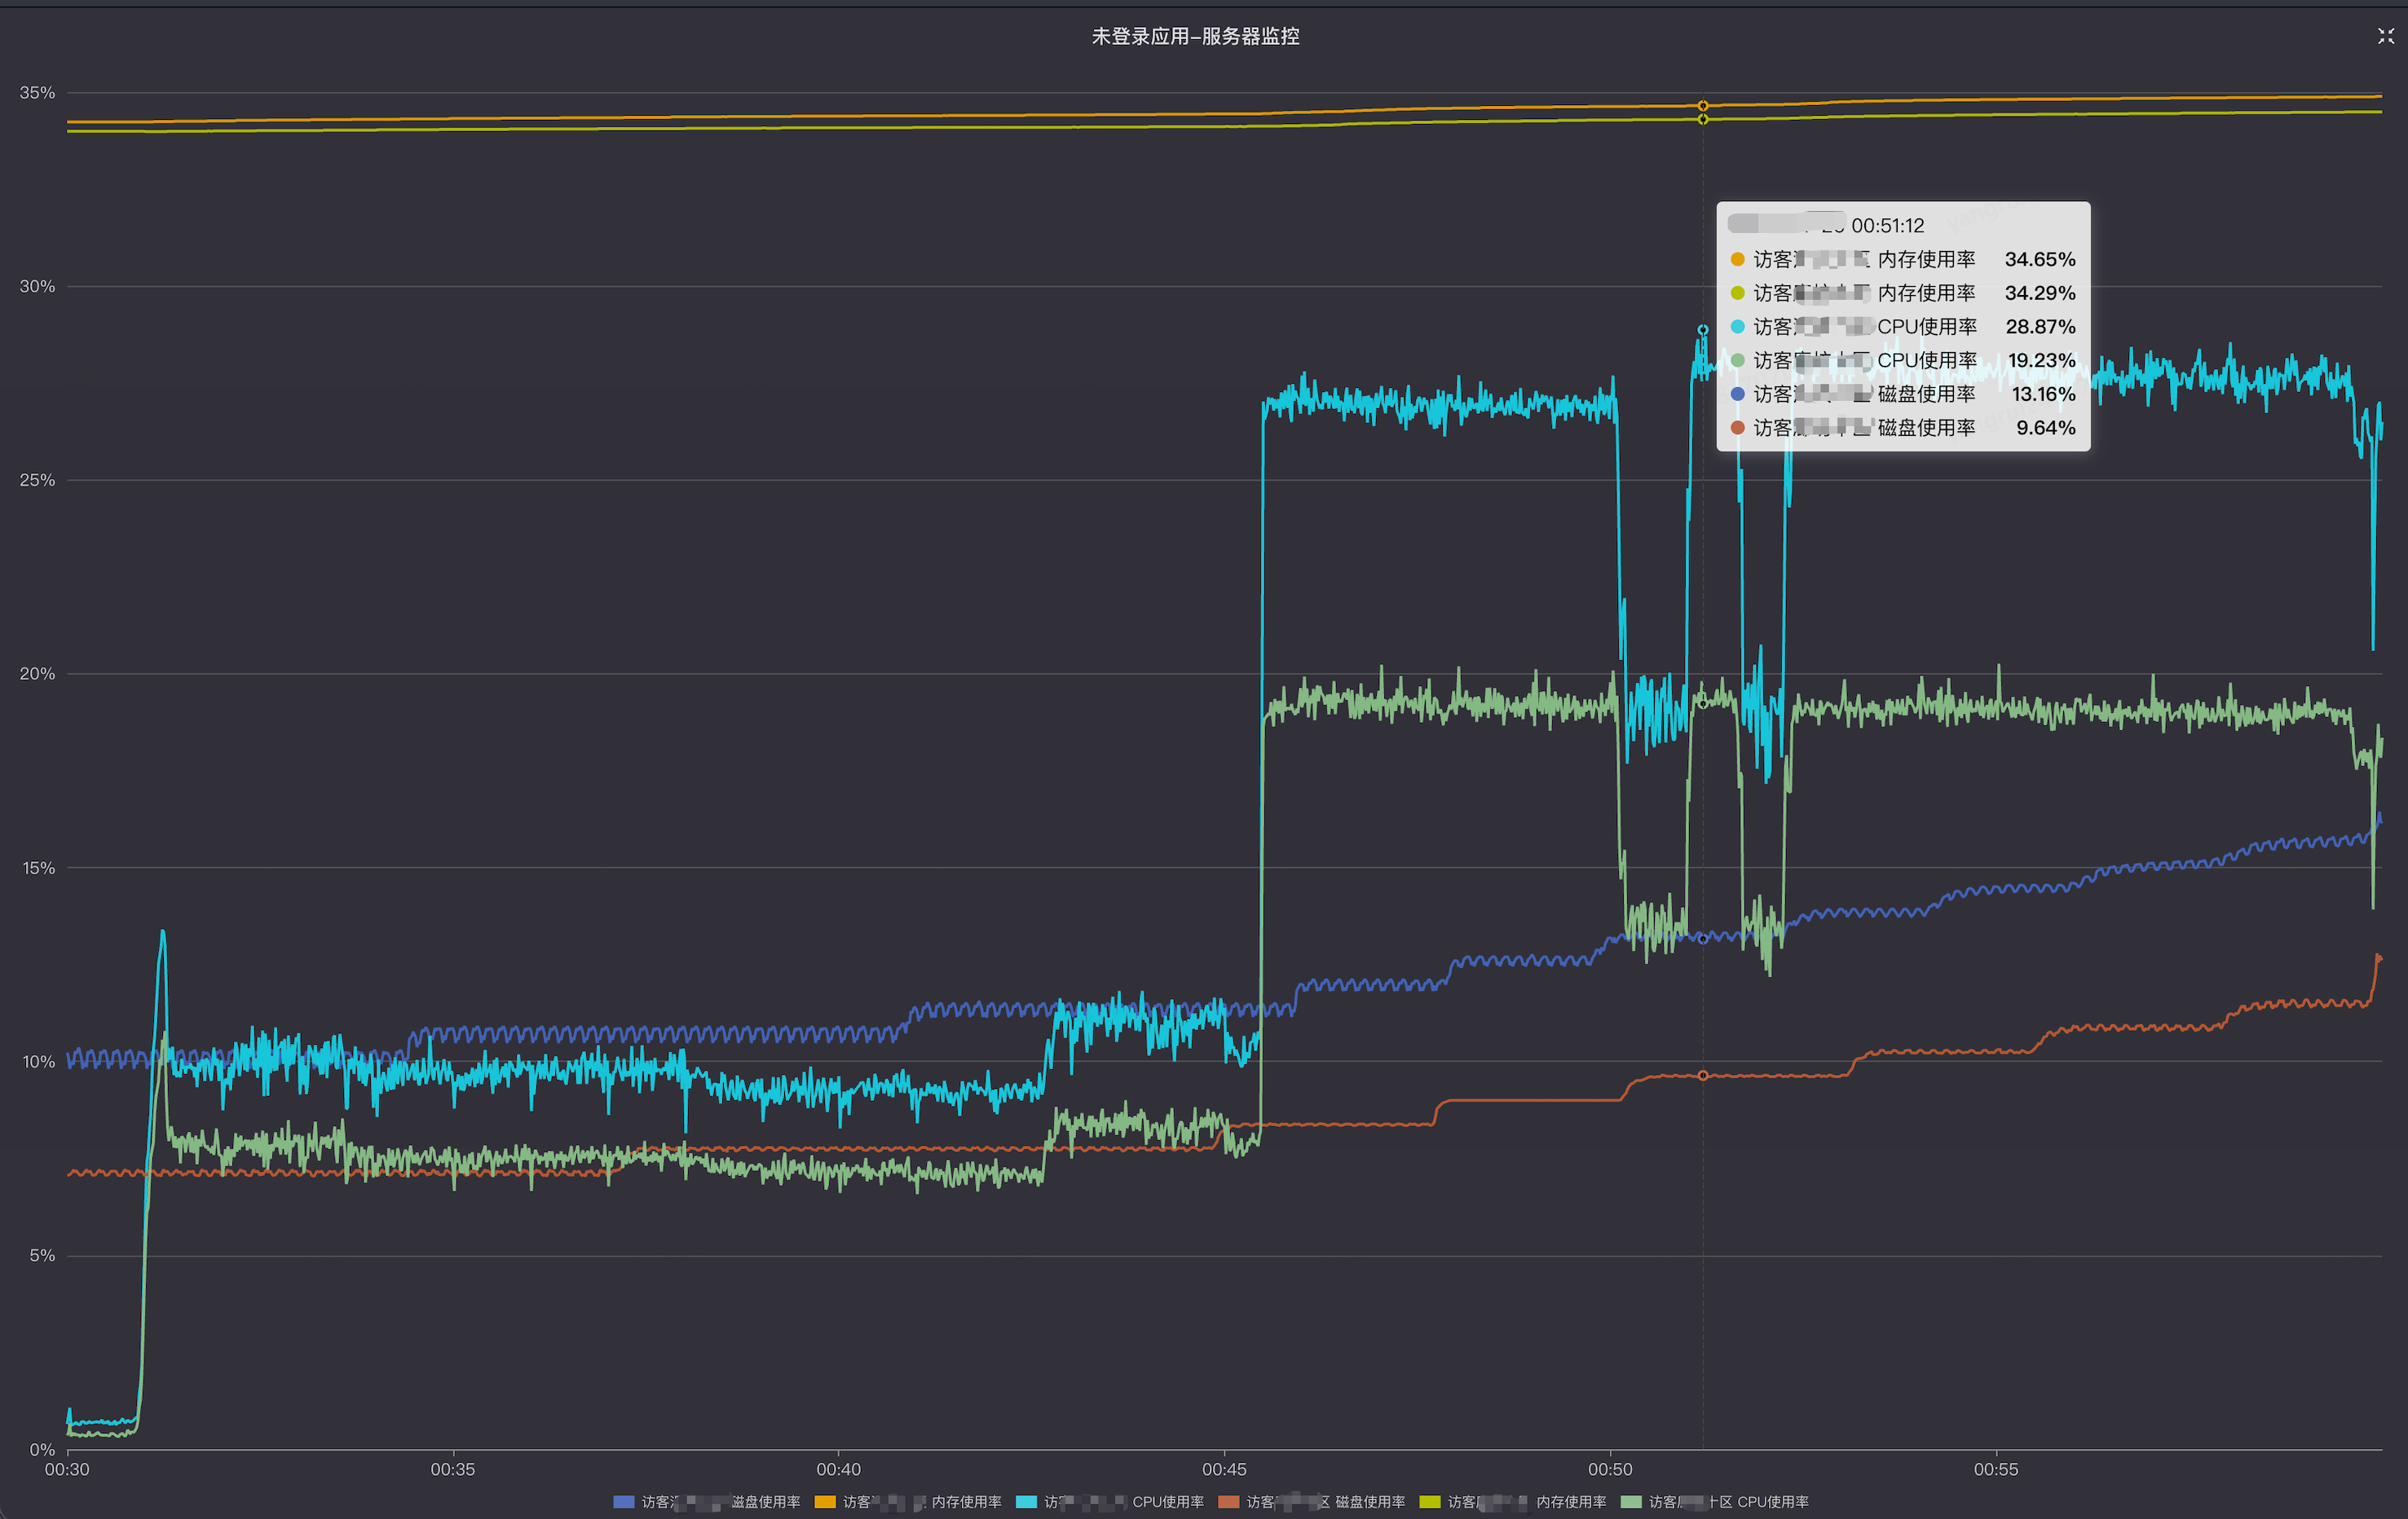 未登录应用-服务器监控
35%
30%
25%
20%
15%
10%
5%
0%
00:51:12
访客 内存使用率 34.65%
访客 内存使用率 34.29%
访客 CPU使用率 28.87%
访客 CPU使用率 19.23%
访客 磁盘使用率 13.16%
访客 磁盘使用率 9.64%
00:30 00:35 00:40 00:45 00:50 00:55
访客 磁盘使用率 访客 内存使用率 访 CPU使用率 访客 区 磁盘使用率 访客 内存使用率 访客 十区 CPU使用率